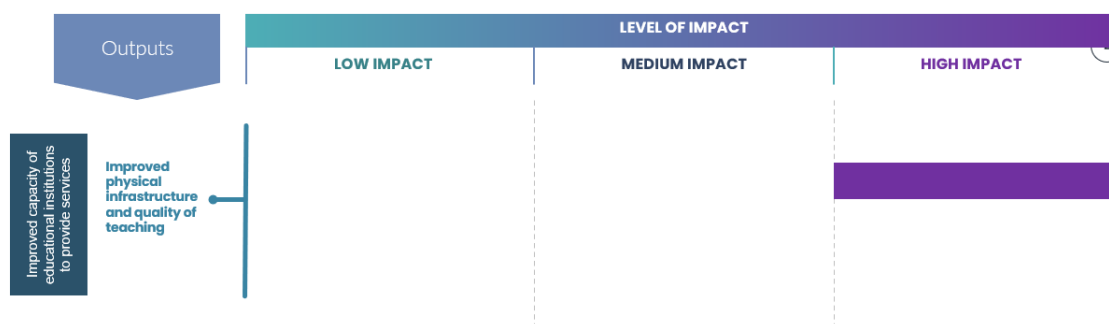 Outputs
LEVEL OF IMPACT
LOW IMPACT
MEDIUM IMPACT
HIGH IMPACT
Improved capacity of
educational institutions
to provide services
Improved
physical
infrastructure
and quality of
teaching